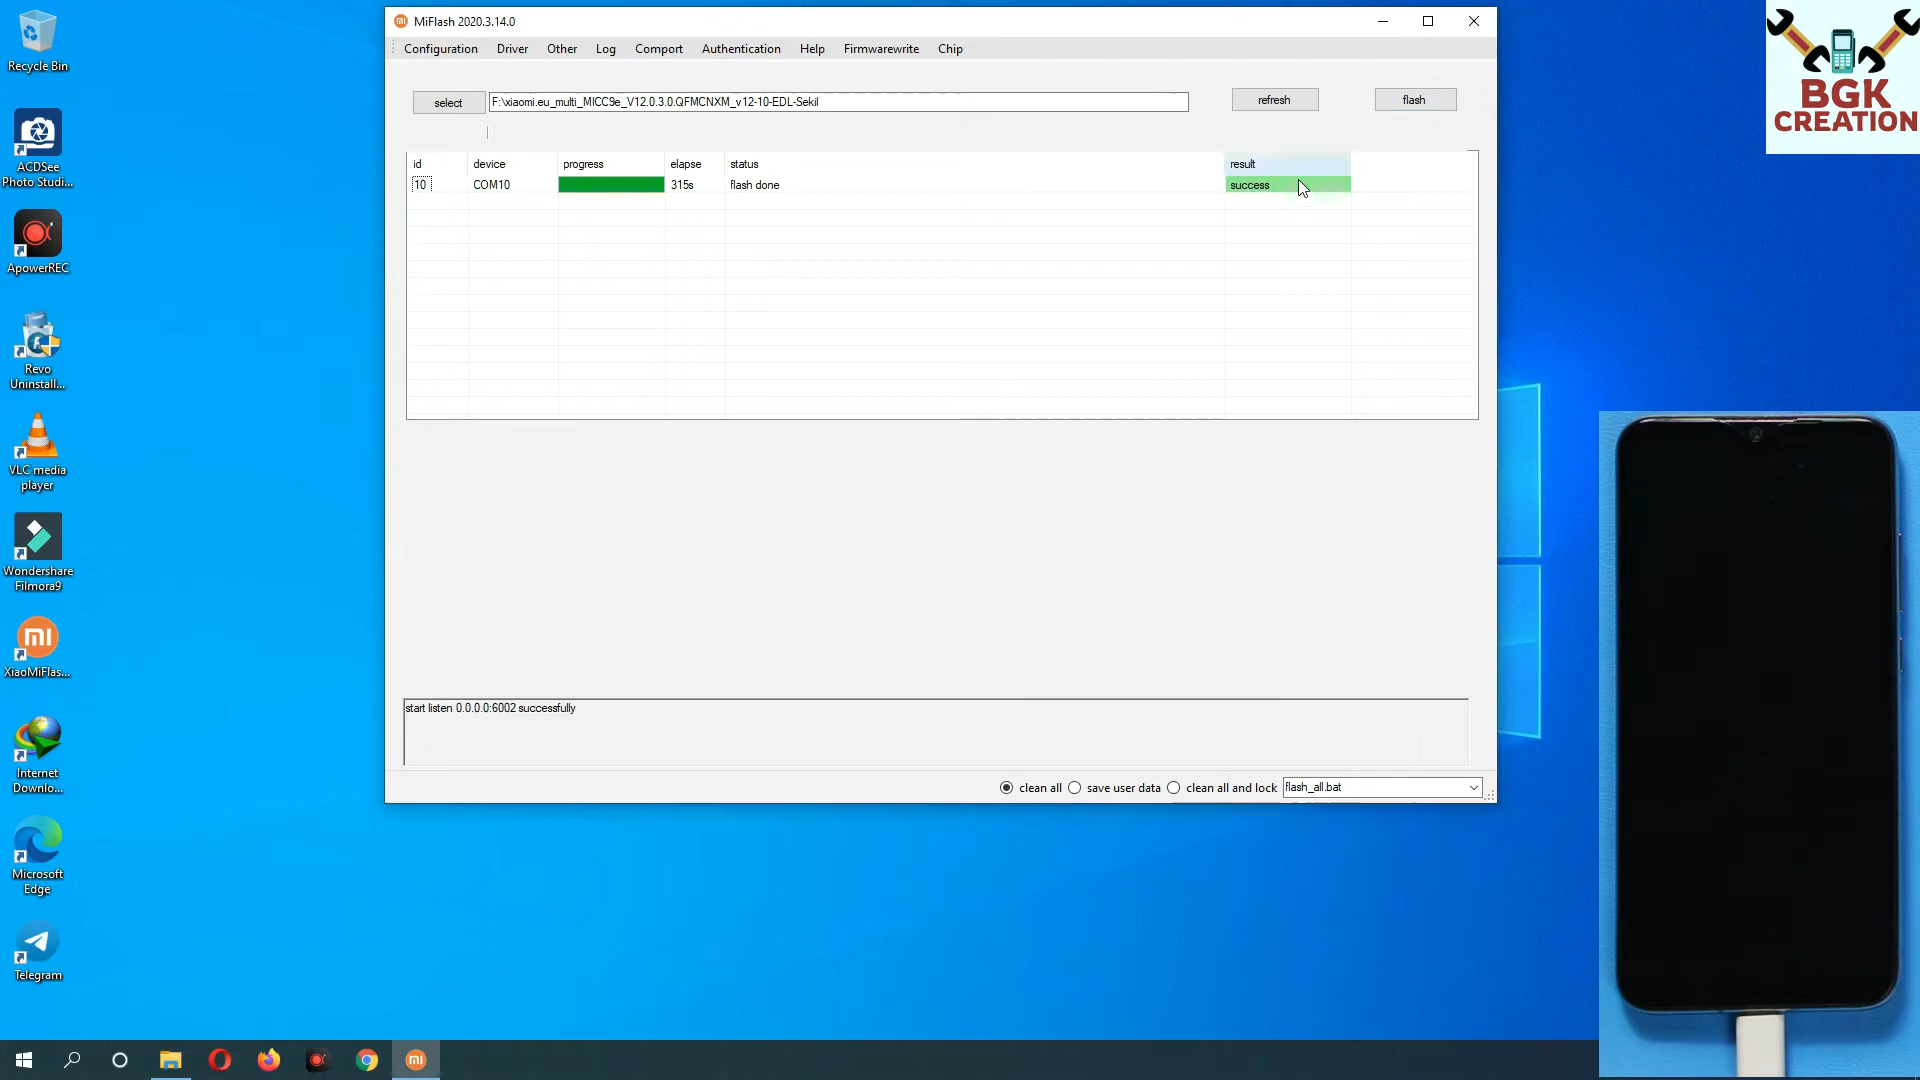 MiFlash 2020.3.14.0
Configuration Driver Other Log Comport Authentication Help Firmwarewrite Chip
select F:\xiaomi.eu_multi_MICC9e_V12.0.3.0.QFMCNXM_v12-10-EDL-Sekil refresh flash
id device progress elapse status result
10 COM10 315s flash done success
start listen 0.0.0.0:6002 successfully
clean all save user data clean all and lock flash_all.bat
Recycle Bin
ACDSee
Photo Studi...
ApowerREC
Revo
Uninstall...
VLC media
player
Wondershare
Filmora9
mi
XiaoMiFlas...
Internet
Downlo...
Microsoft
Edge
Telegram
BGK
CREATION
mi
mi